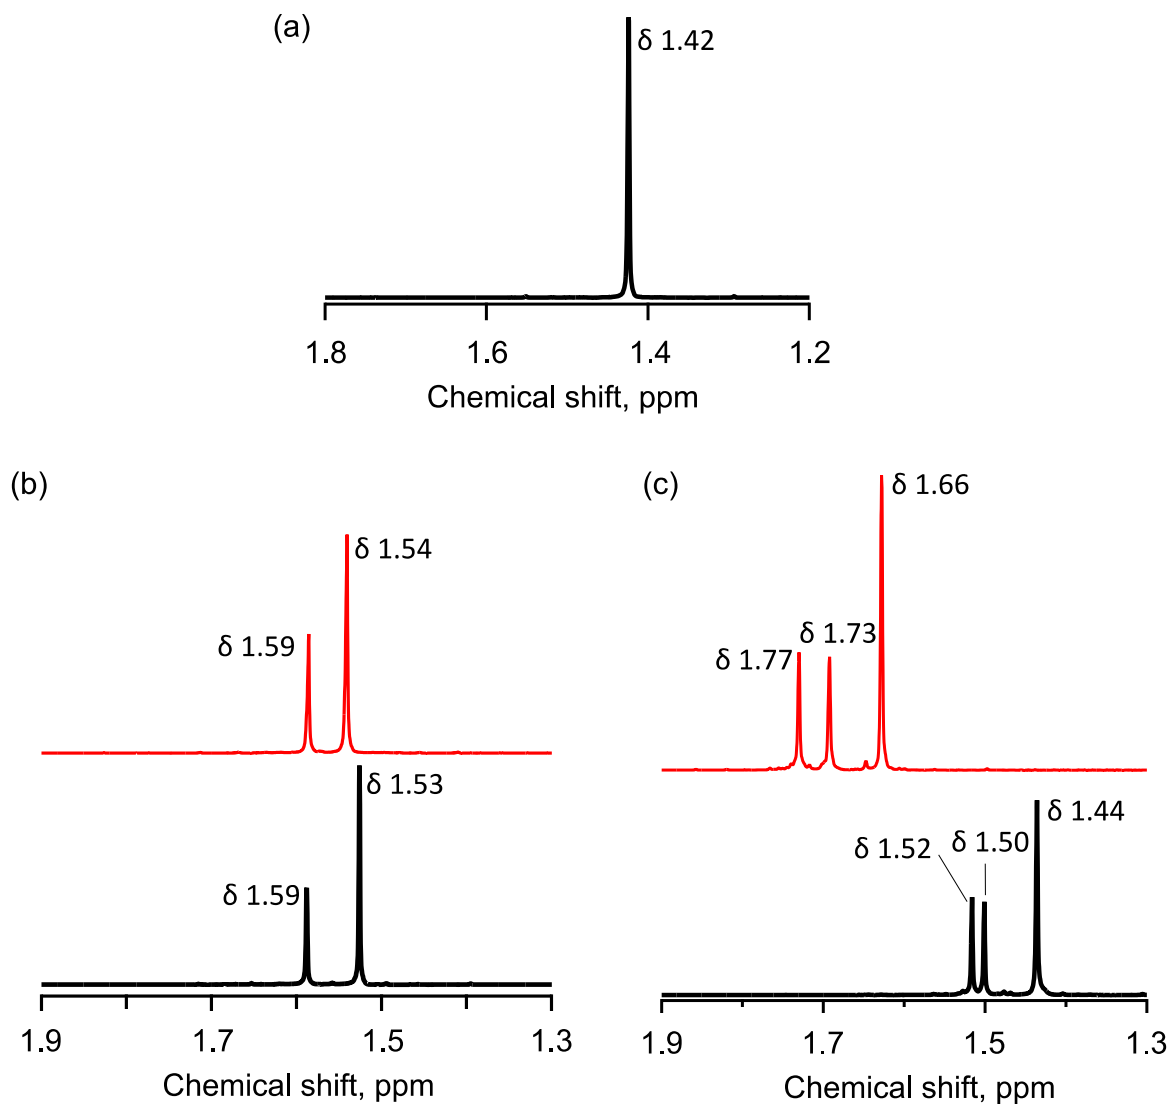 (a)
δ 1.42
1.8 1.6 1.4 1.2
Chemical shift, ppm
(b)
δ 1.54
δ 1.59
δ 1.53
δ 1.59
1.9 1.7 1.5 1.3
Chemical shift, ppm
(c)
δ 1.66
δ 1.73
δ 1.77
δ 1.44
δ 1.50
δ 1.52
1.9 1.7 1.5 1.3
Chemical shift, ppm